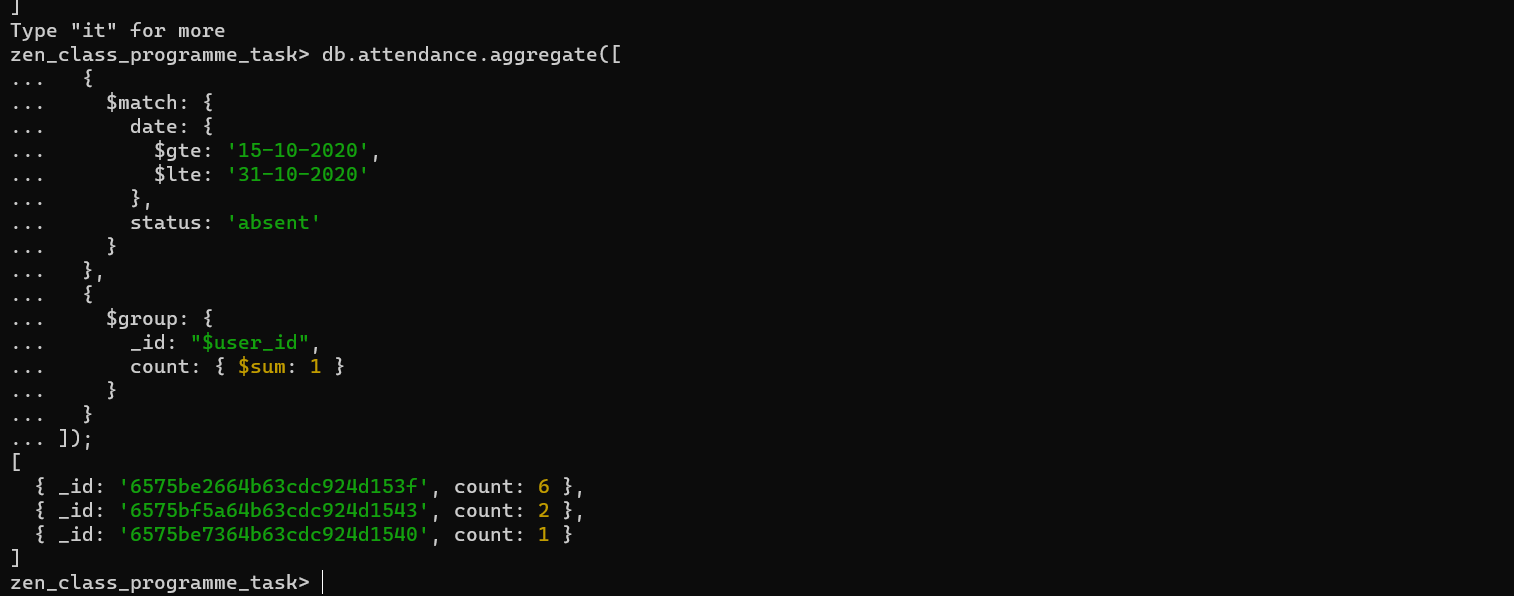 ]
Type "it" for more
zen_class_programme_task> db.attendance.aggregate([
...   {
...     $match: {
...       date: {
...         $gte: '15-10-2020',
...         $lte: '31-10-2020'
...       },
...       status: 'absent'
...     }
...   },
...   {
...     $group: {
...       _id: "$user_id",
...       count: { $sum: 1 }
...     }
...   }
... ]);
[
  { _id: '6575be2664b63cdc924d153f', count: 6 },
  { _id: '6575bf5a64b63cdc924d1543', count: 2 },
  { _id: '6575be7364b63cdc924d1540', count: 1 }
]
zen_class_programme_task>